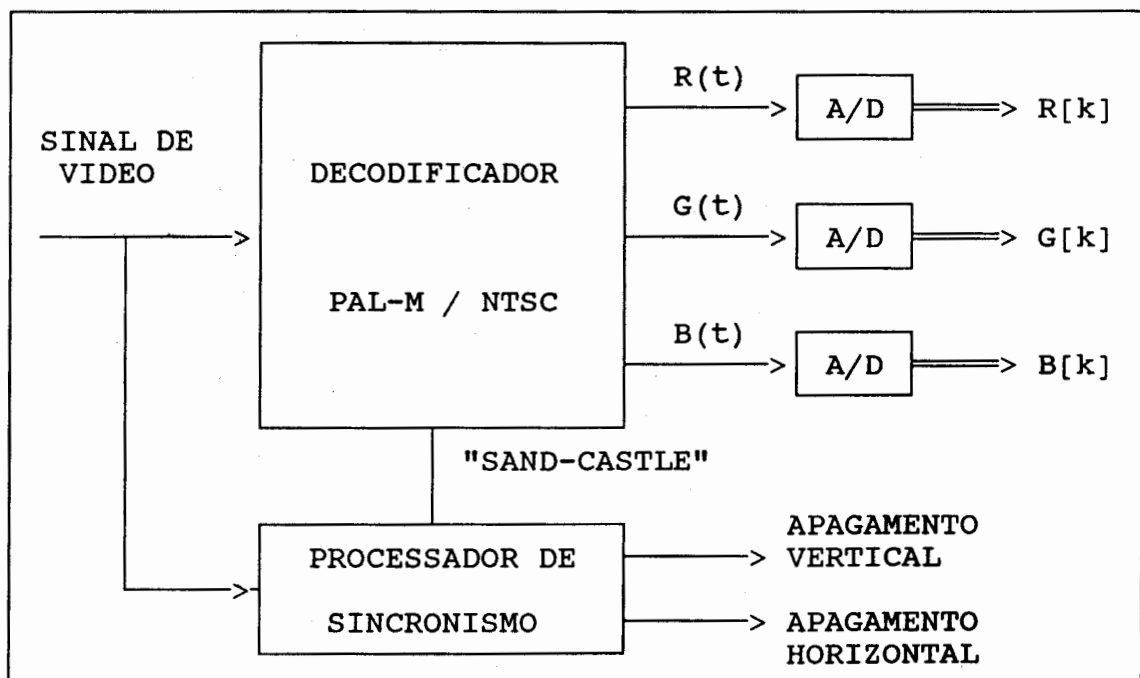 SINAL DE
VIDEO
DECODIFICADOR
PAL-M / NTSC
R(t)
A/D
R[k]
G(t)
A/D
G[k]
B(t)
A/D
B[k]
"SAND-CASTLE"
PROCESSADOR DE
SINCRONISMO
APAGAMENTO
VERTICAL
APAGAMENTO
HORIZONTAL